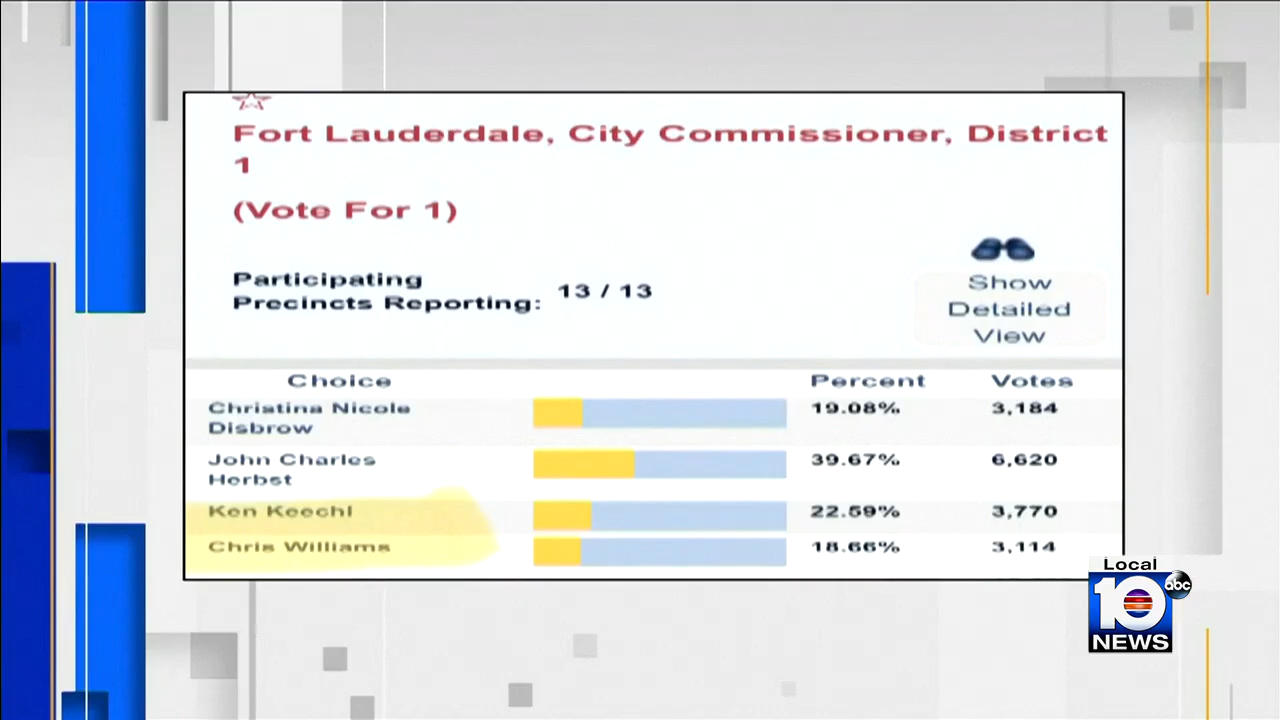 Fort Lauderdale, City Commissioner, District
1
(Vote For 1)
Participating
Precincts Reporting: 13 / 13
Show
Detailed
View
Choice Percent Votes
Christina Nicole
Disbrow 19.08% 3,184
John Charles
Herbst 39.67% 6,620
Ken Keechl 22.59% 3,770
Chris Williams 18.66% 3,114
Local
10 abc
NEWS